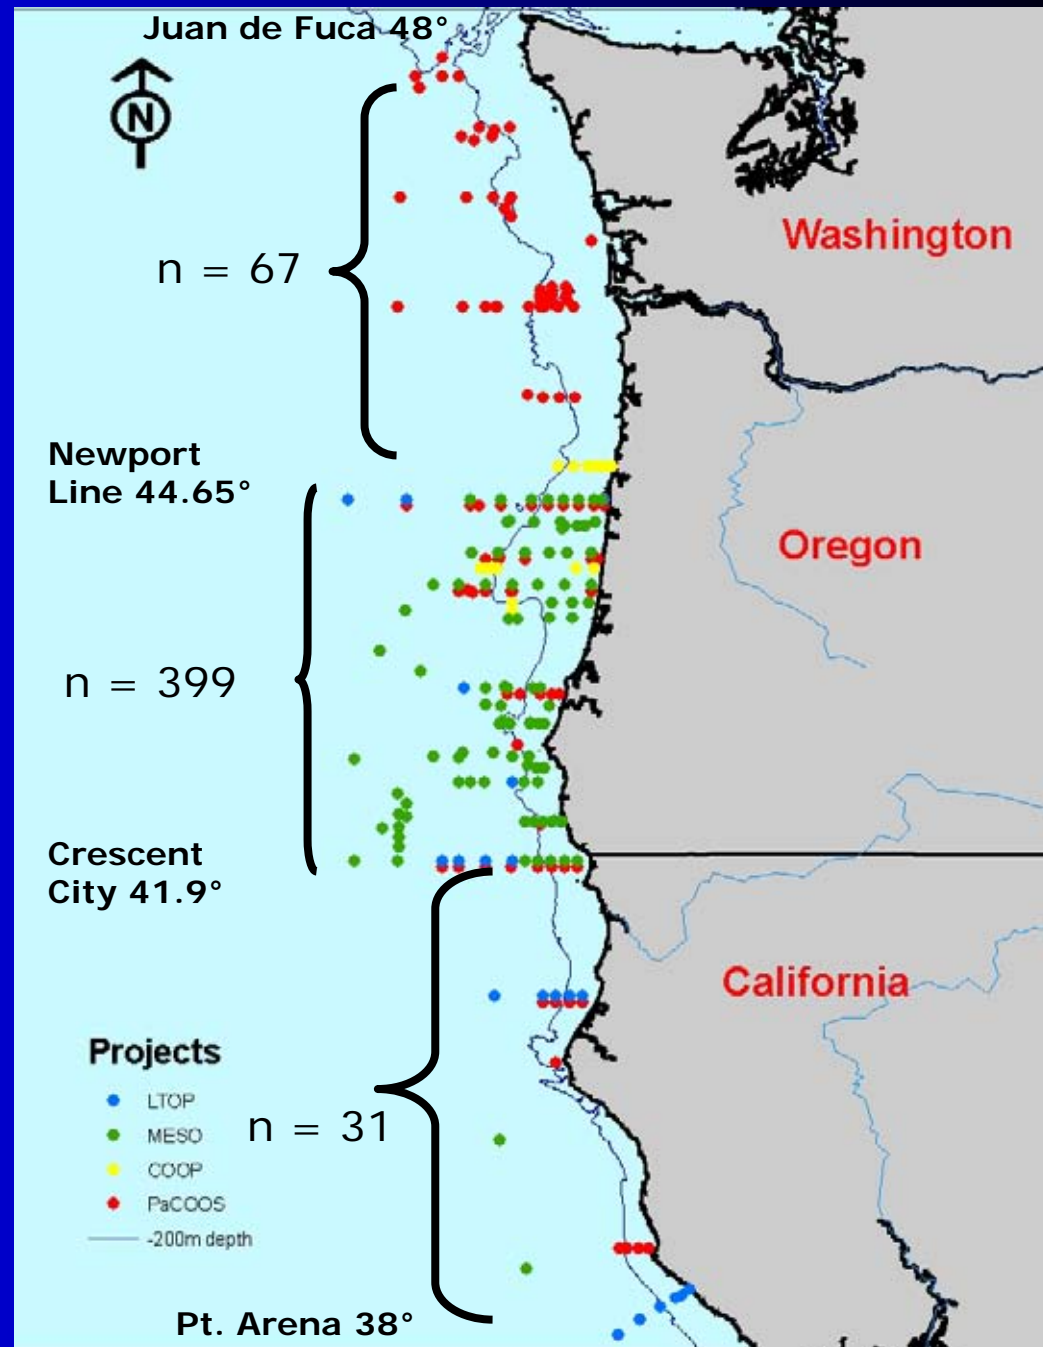 Juan de Fuca 48°
N
Washington
n = 67
Newport
Line 44.65°
Oregon
n = 399
Crescent
City 41.9°
California
Projects
LTOP
MESO
COOP
PaCOOS
-200m depth
n = 31
Pt. Arena 38°